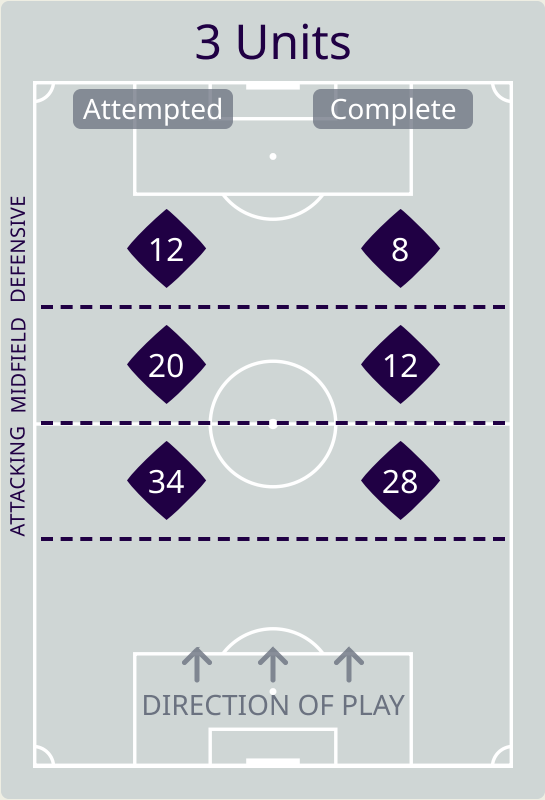 3 Units
Attempted Complete
DEFENSIVE
12 8
MIDFIELD
20 12
ATTACKING
34 28
DIRECTION OF PLAY